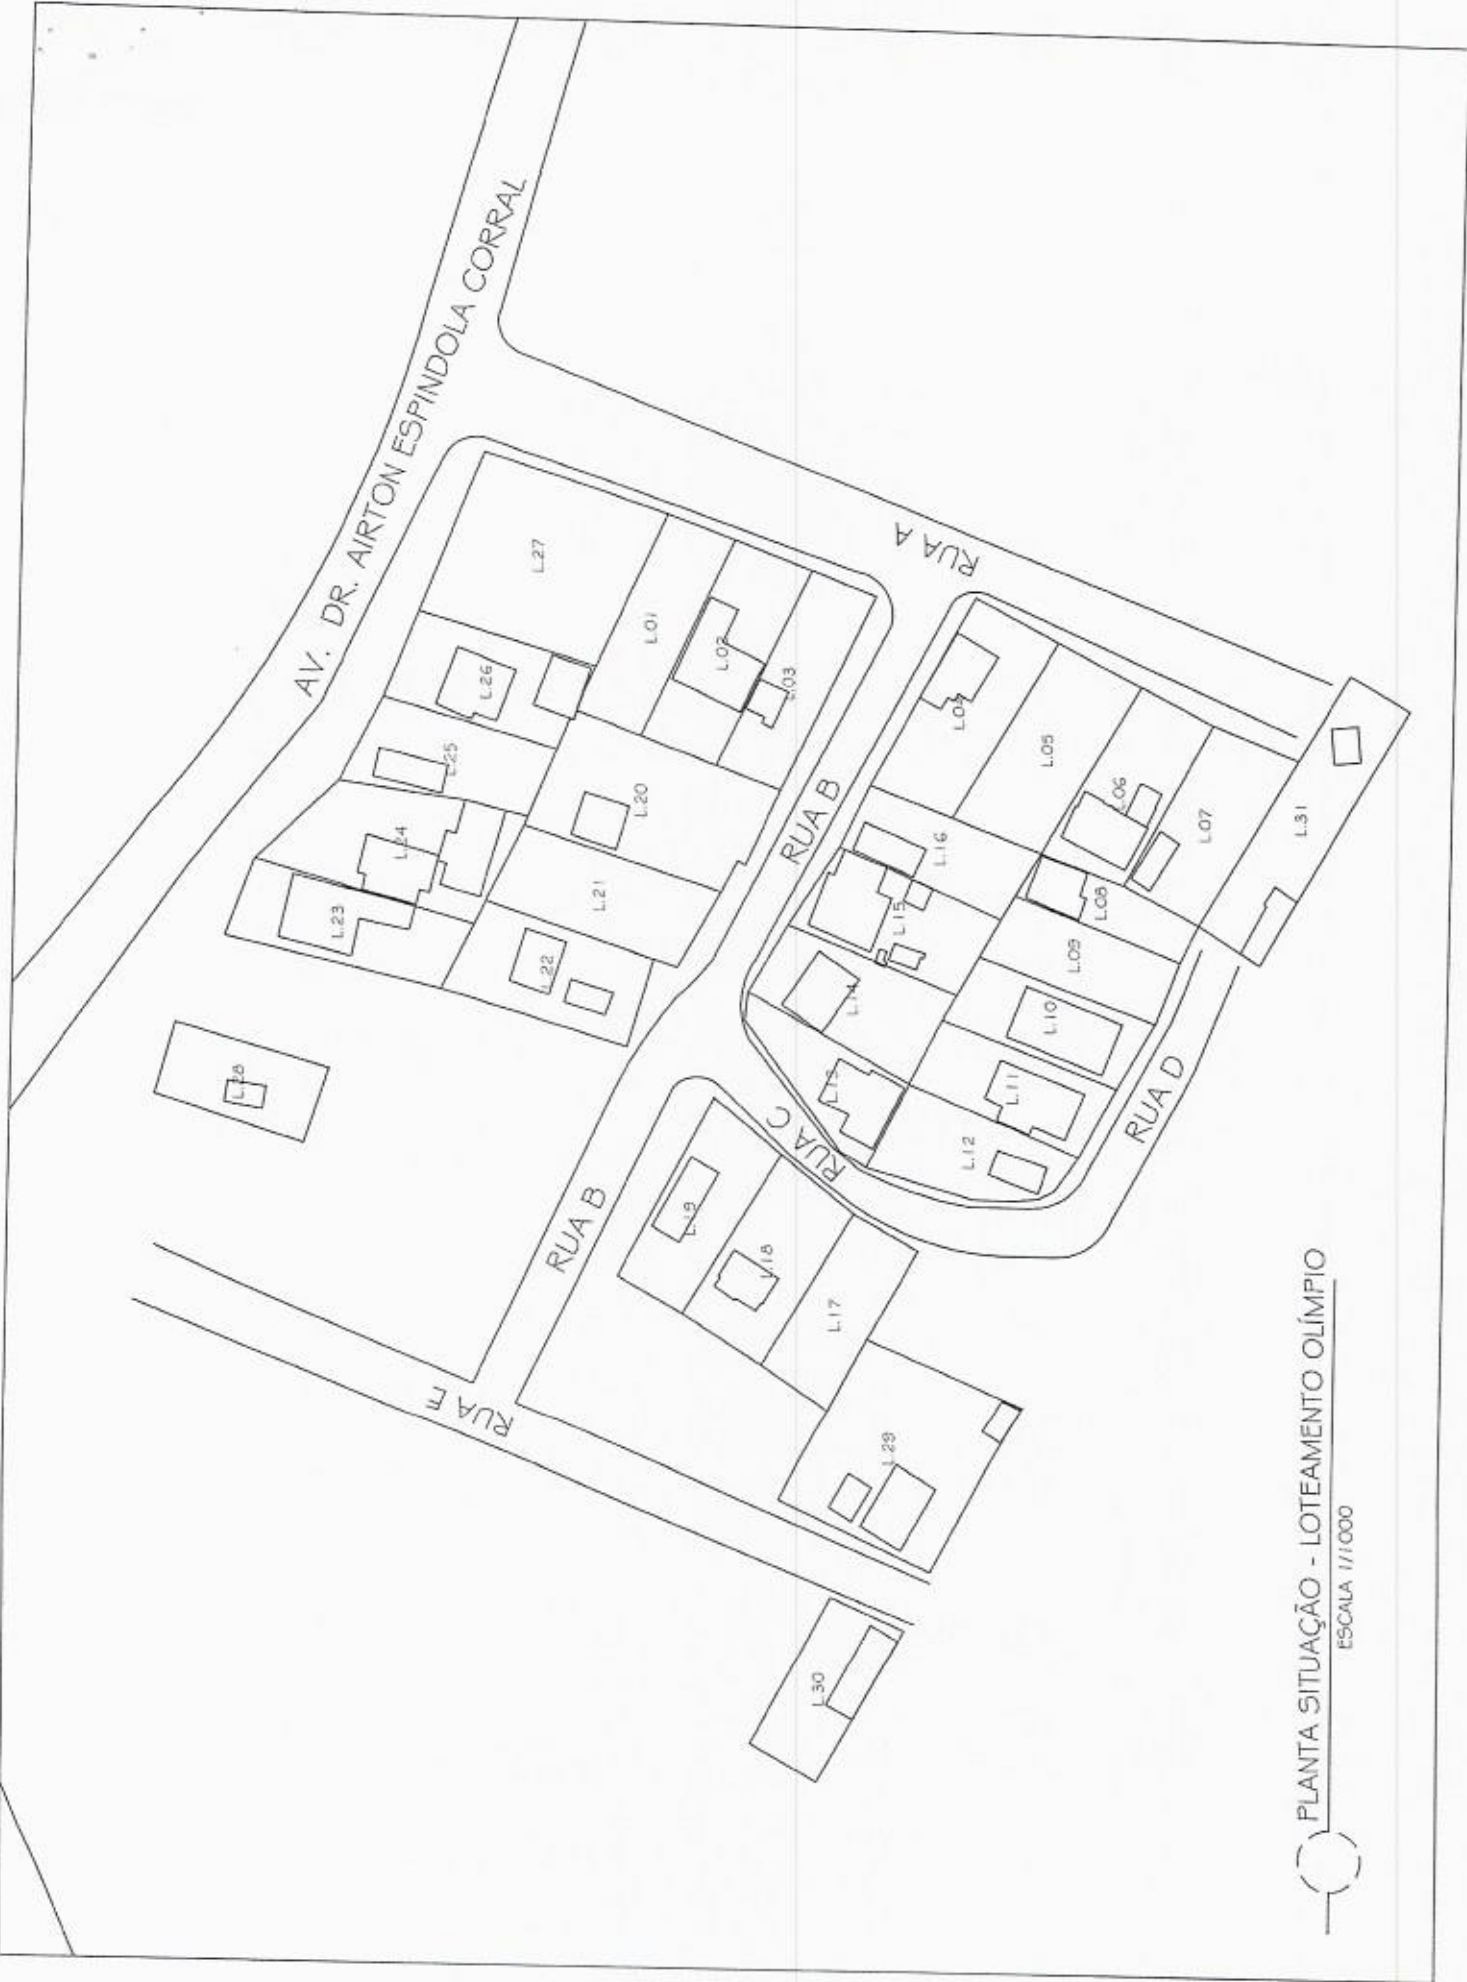 AV. DR. AIRTON ESPINDOLA CORRAL
RUA A
RUA B
RUA B
RUA C
RUA D
RUA E
L.01
L.02
L.03
L.04
L.05
L.06
L.07
L.08
L.09
L.10
L.11
L.12
L.13
L.14
L.15
L.16
L.17
L.18
L.19
L.20
L.21
L.22
L.23
L.24
L.25
L.26
L.27
L.28
L.29
L.30
L.31
PLANTA SITUAÇÃO - LOTEAMENTO OLÍMPIO
ESCALA 1/1000